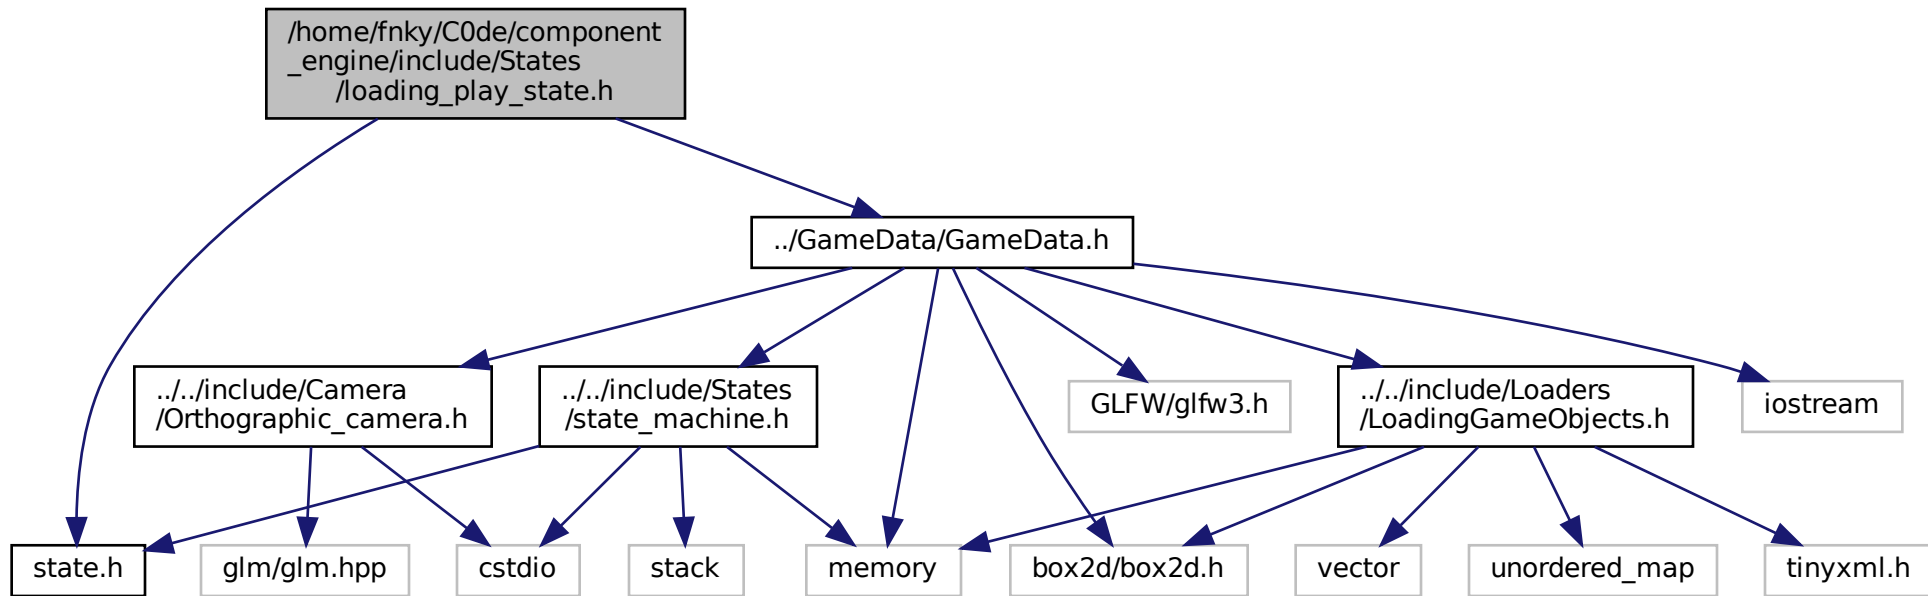 /home/fnky/C0de/component
_engine/include/States
/loading_play_state.h
../GameData/GameData.h
../../include/Camera
/Orthographic_camera.h
../../include/States
/state_machine.h
GLFW/glfw3.h
../../include/Loaders
/LoadingGameObjects.h
iostream
state.h
glm/glm.hpp
cstdio
stack
memory
box2d/box2d.h
vector
unordered_map
tinyxml.h